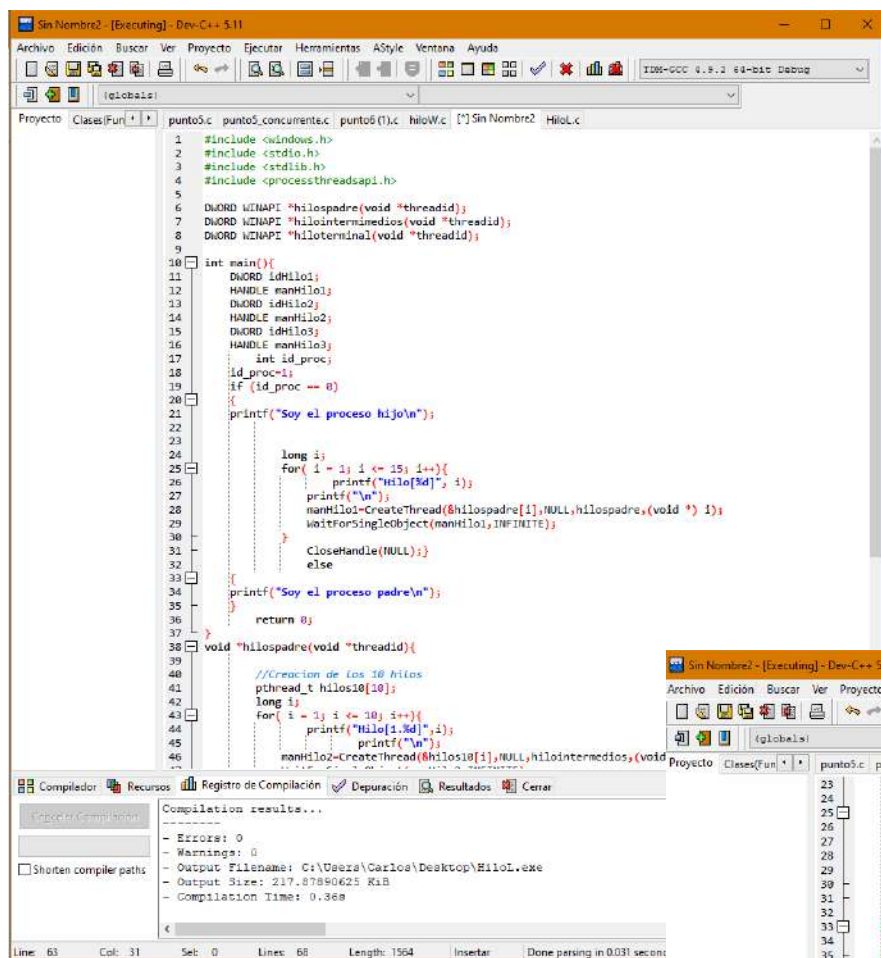 Sin Nombre2 - [Executing] - Dev-C++ 5.11
Archivo Edición Buscar Ver Proyecto Ejecutar Herramientas AStyle Ventana Ayuda
TDM-GCC 4.9.2 64-bit Debug
(globals)
Proyecto Clases(Fun punto5.c punto5_concurrente.c punto6 (1).c hiloW.c [*] Sin Nombre2 HiloL.c
1 #include <windows.h>
2 #include <stdio.h>
3 #include <stdlib.h>
4 #include <processthreadsapi.h>
5
6 DWORD WINAPI *hilospadre(void *threadid);
7 DWORD WINAPI *hilointermimedios(void *threadid);
8 DWORD WINAPI *hiloterminal(void *threadid);
9
10 int main(){
11 DWORD idHilo1;
12 HANDLE manHilo1;
13 DWORD idHilo2;
14 HANDLE manHilo2;
15 DWORD idHilo3;
16 HANDLE manHilo3;
17 int id_proc;
18 id_proc=1;
19 if (id_proc == 0)
20 {
21 printf("Soy el proceso hijo\n");
22
23
24 long i;
25 for( i = 1; i <= 15; i++){
26 printf("Hilo[%d]", i);
27 printf("\n");
28 manHilo1=CreateThread(&hilospadre[i],NULL,hilospadre,(void *) i);
29 WaitForSingleObject(manHilo1,INFINITE);
30 }
31 CloseHandle(NULL);}
32 else
33 {
34 printf("Soy el proceso padre\n");
35 }
36 return 0;
37 }
38 void *hilospadre(void *threadid){
39
40 //Creacion de los 10 hilos
41 pthread_t hilos10[10];
42 long i;
43 for( i = 1; i <= 10; i++){
44 printf("Hilo[1.%d]",i);
45 printf("\n");
46 manHilo2=CreateThread(&hilos10[i],NULL,hilointermedios,(void
Compilador Recursos Registro de Compilación Depuración Resultados Cerrar
Compilation results...
--------
- Errors: 0
- Warnings: 0
- Output Filename: C:\Users\Carlos\Desktop\HiloL.exe
- Output Size: 217.87890625 KiB
- Compilation Time: 0.36s
Shorten compiler paths
Line: 63 Col: 31 Sel: 0 Lines: 68 Length: 1564 Insertar Done parsing in 0.031 second
Sin Nombre2 - [Executing] - Dev-C++ 5
Archivo Edición Buscar Ver Proyecto
(globals)
Proyecto Clases(Fun punto5.c p
23
24
25
26
27
28
29
30
31
32
33
34
35